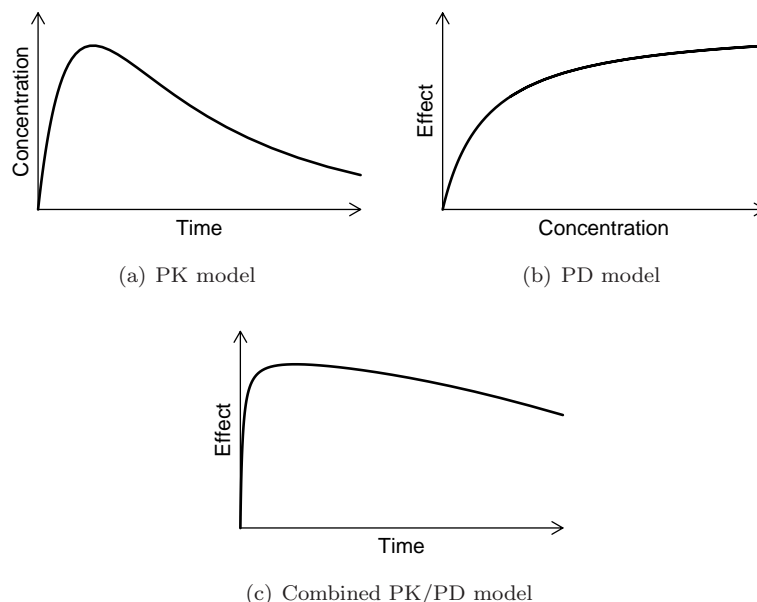 Concentration
Time
(a) PK model
Effect
Concentration
(b) PD model
Effect
Time
(c) Combined PK/PD model